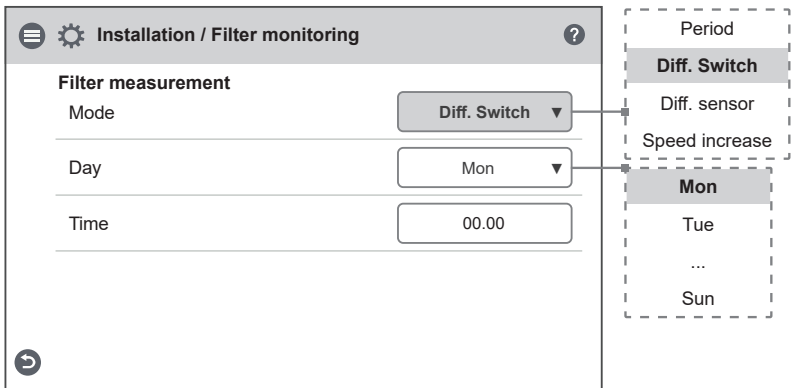 Installation / Filter monitoring
?
Filter measurement
Mode
Diff. Switch ▼
Day
Mon ▼
Time
00.00
Period
Diff. Switch
Diff. sensor
Speed increase
Mon
Tue
...
Sun